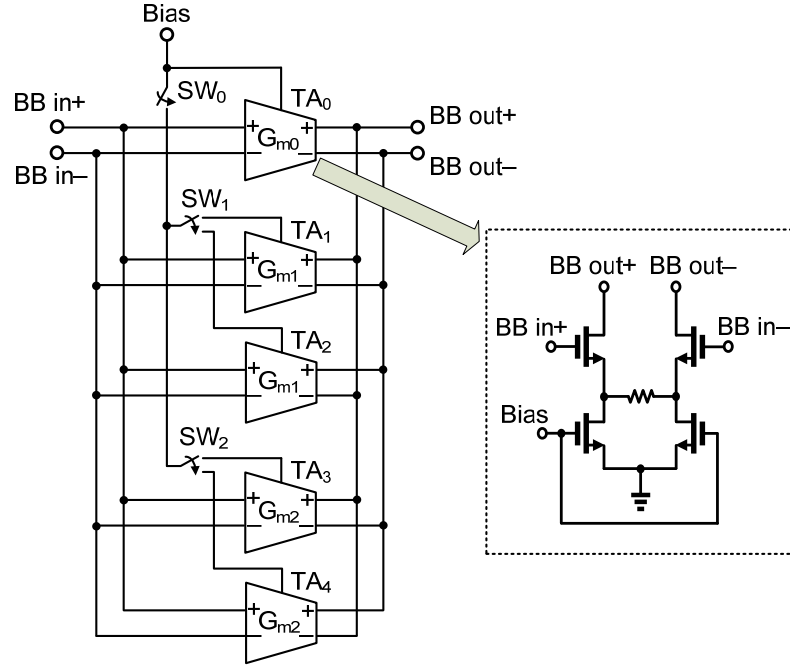 Bias
SW0
TA0
BB in+
BB out+
+ Gm0 +
− −
BB in−
BB out−
SW1
TA1
+ Gm1 +
− −
TA2
+ Gm1 +
− −
SW2
TA3
+ Gm2 +
− −
TA4
+ Gm2 +
− −
BB out+ BB out−
BB in+ BB in−
Bias